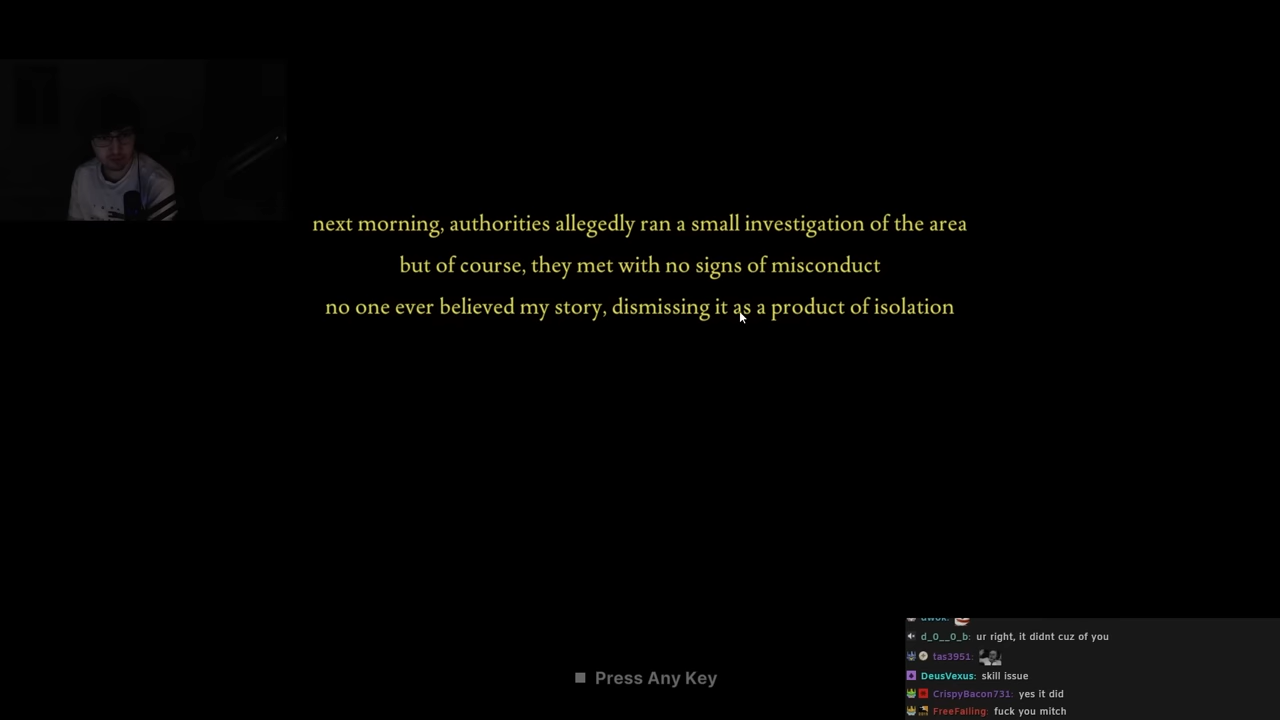 next morning, authorities allegedly ran a small investigation of the area
but of course, they met with no signs of misconduct
no one ever believed my story, dismissing it as a product of isolation
Press Any Key
d_0__0_b: ur right, it didnt cuz of you
tas3951:
DeusVexus: skill issue
CrispyBacon731: yes it did
FreeFalling: fuck you mitch